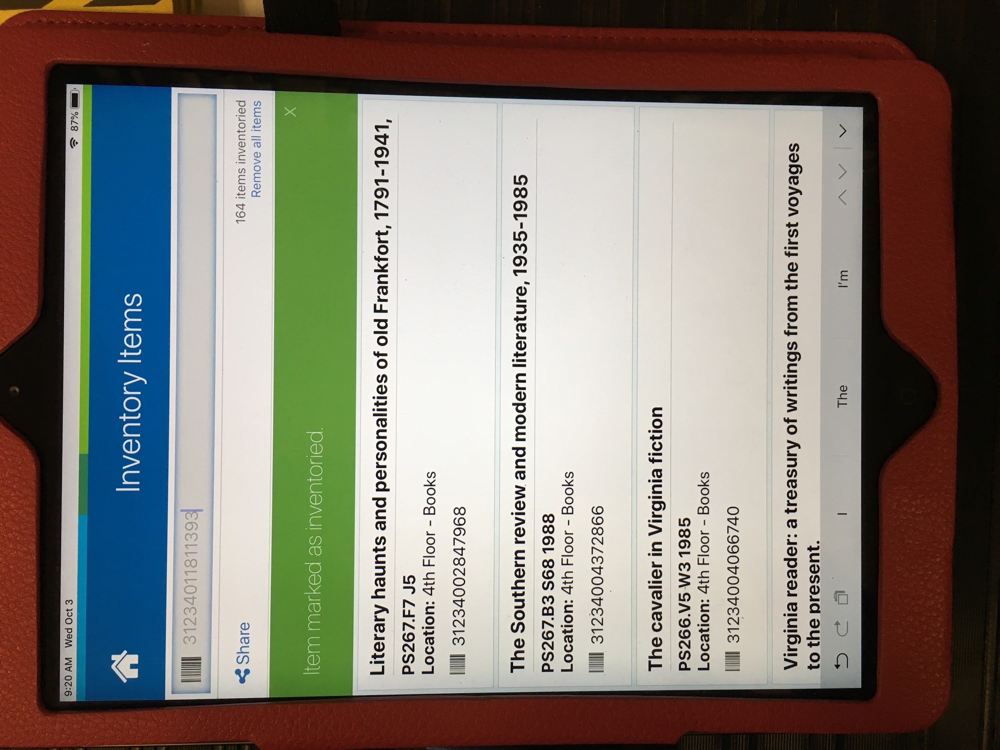 9:20 AM Wed Oct 3
87%
Inventory Items
31234011811393
Share
164 items inventoried
Remove all items
Item marked as inventoried.
X
Literary haunts and personalities of old Frankfort, 1791-1941,
PS267.F7 J5
Location: 4th Floor - Books
31234002847968
The Southern review and modern literature, 1935-1985
PS267.B3 S68 1988
Location: 4th Floor - Books
31234004372866
The cavalier in Virginia fiction
PS266.V5 W3 1985
Location: 4th Floor - Books
31234004066740
Virginia reader: a treasury of writings from the first voyages
to the present.
I
The
I'm